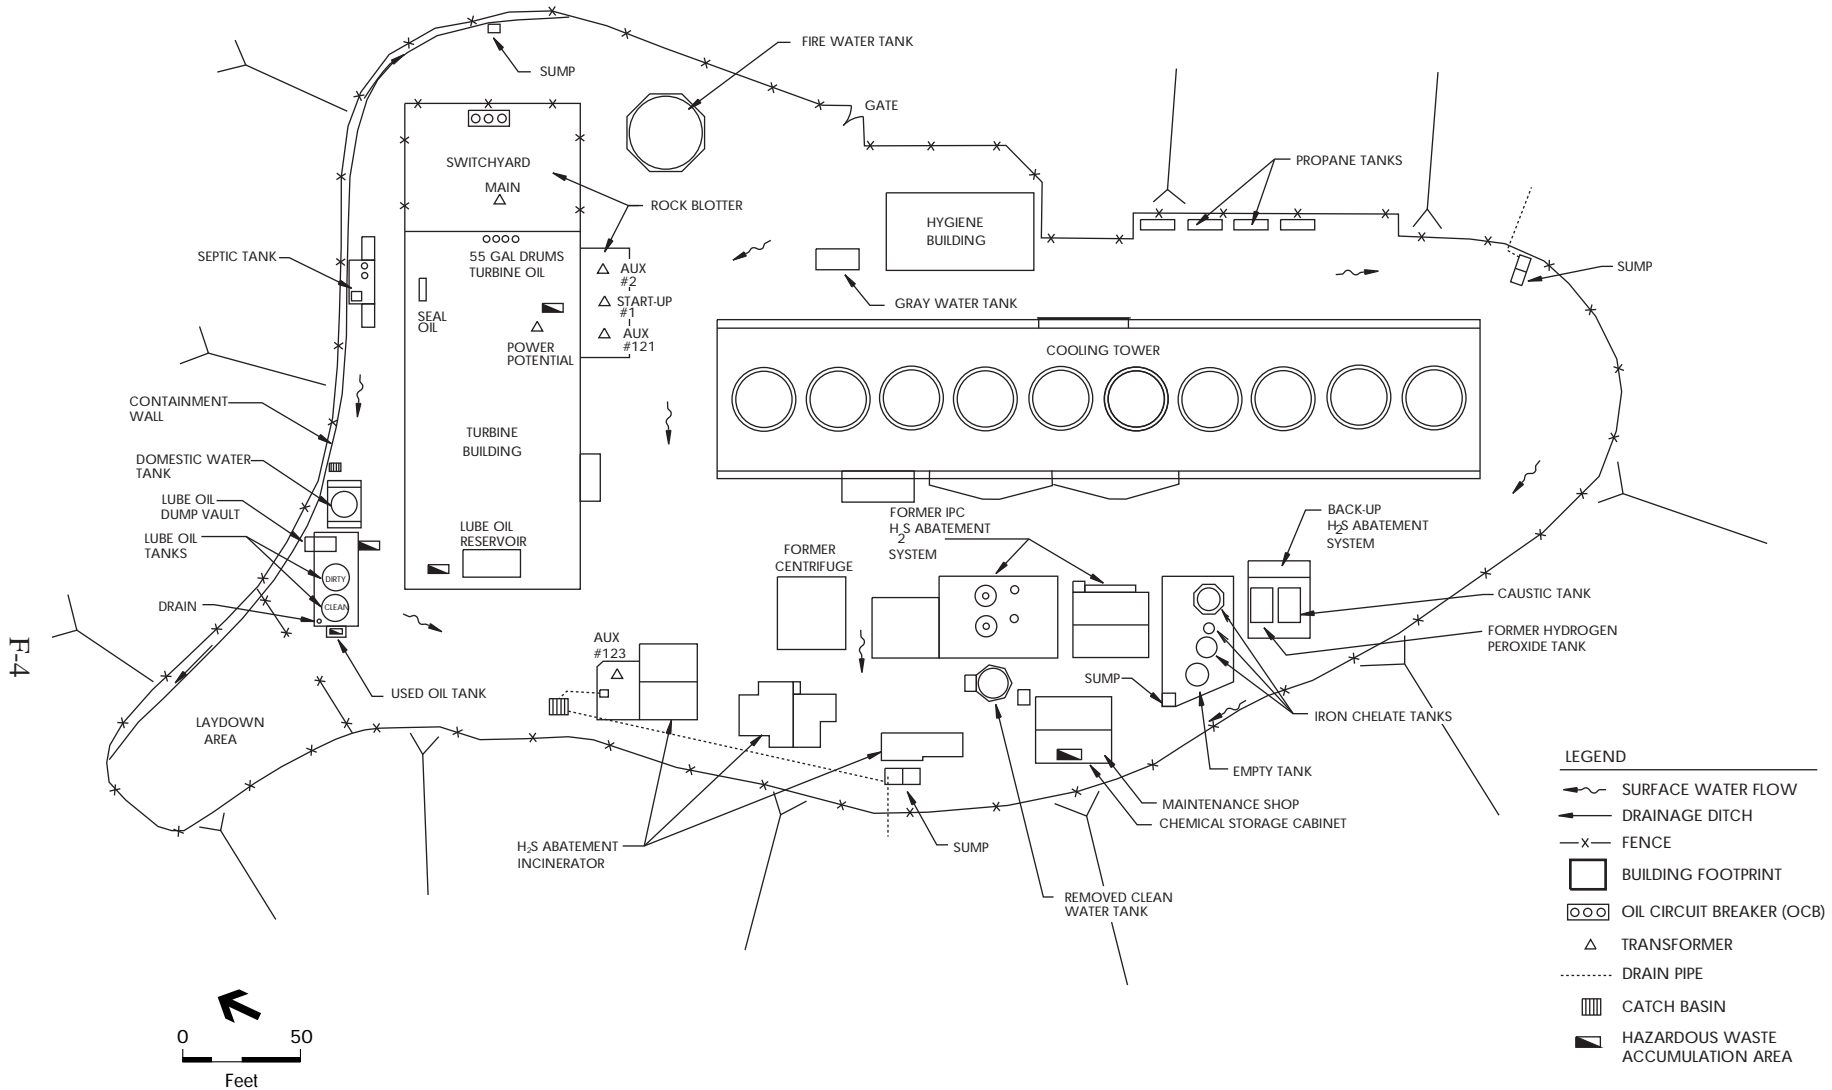 FIRE WATER TANK
SUMP
GATE
SWITCHYARD
MAIN
PROPANE TANKS
ROCK BLOTTER
HYGIENE
BUILDING
SEPTIC TANK
55 GAL DRUMS
TURBINE OIL
AUX
#2
START-UP
#1
AUX
#121
SEAL
OIL
POWER
POTENTIAL
GRAY WATER TANK
SUMP
COOLING TOWER
CONTAINMENT
WALL
TURBINE
BUILDING
DOMESTIC WATER
TANK
LUBE OIL
DUMP VAULT
LUBE OIL
TANKS
DIRTY
CLEAN
DRAIN
LUBE OIL
RESERVOIR
FORMER
CENTRIFUGE
FORMER IPC
H2S ABATEMENT
SYSTEM
BACK-UP
H2S ABATEMENT
SYSTEM
CAUSTIC TANK
FORMER HYDROGEN
PEROXIDE TANK
F-4
AUX
#123
USED OIL TANK
SUMP
LAYDOWN
AREA
IRON CHELATE TANKS
EMPTY TANK
MAINTENANCE SHOP
CHEMICAL STORAGE CABINET
H2S ABATEMENT
INCINERATOR
SUMP
REMOVED CLEAN
WATER TANK
LEGEND
SURFACE WATER FLOW
DRAINAGE DITCH
FENCE
BUILDING FOOTPRINT
OIL CIRCUIT BREAKER (OCB)
TRANSFORMER
DRAIN PIPE
CATCH BASIN
HAZARDOUS WASTE
ACCUMULATION AREA
0 50
Feet